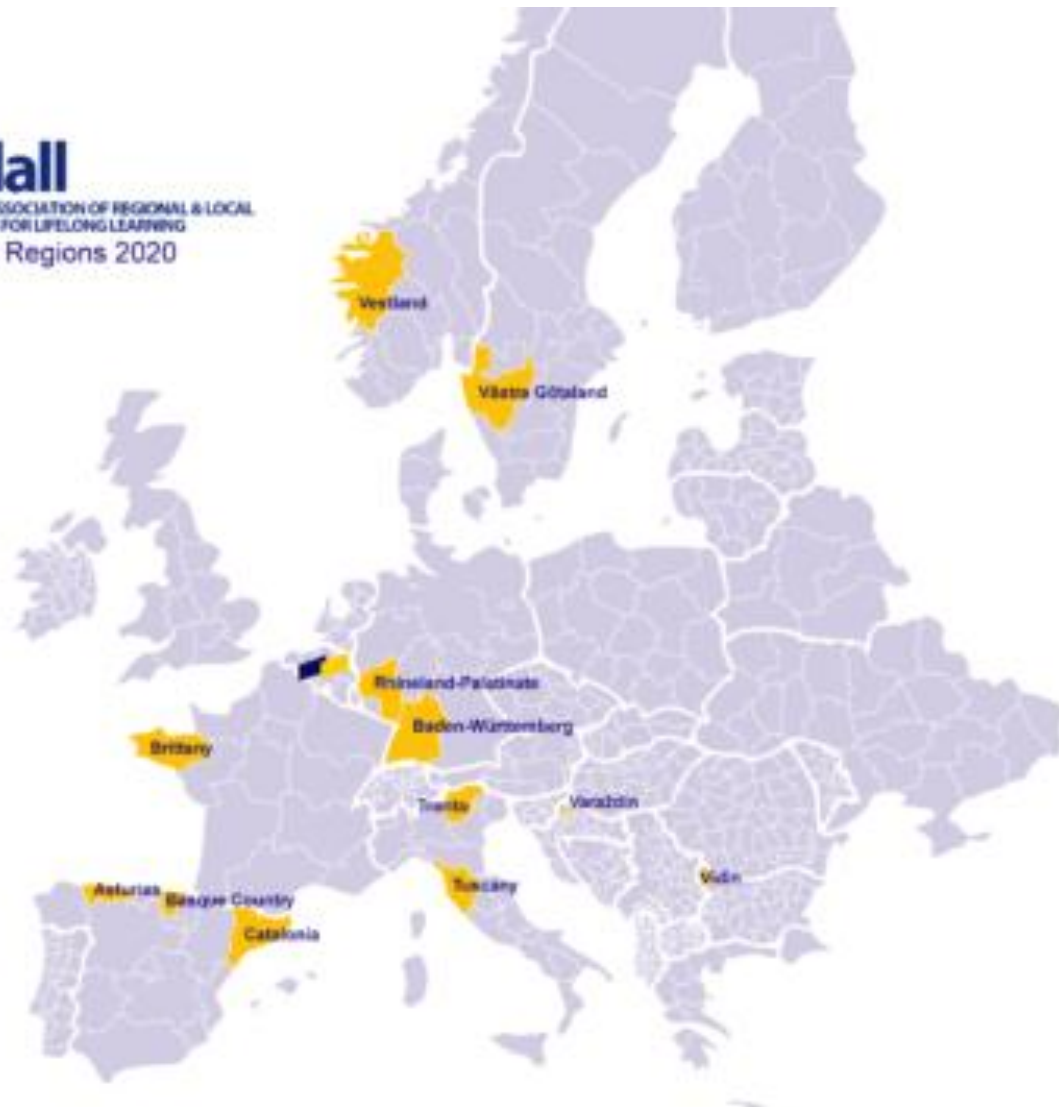 lall
SSOCIATION OF REGIONAL & LOCAL
FOR LIFELONG LEARNING
Regions 2020
Vestland
Västra Götaland
Rhineland-Palatinate
Baden-Württemberg
Brittany
Trento
Varaždin
Vidin
Tuscany
Asturias
Basque Country
Catalonia